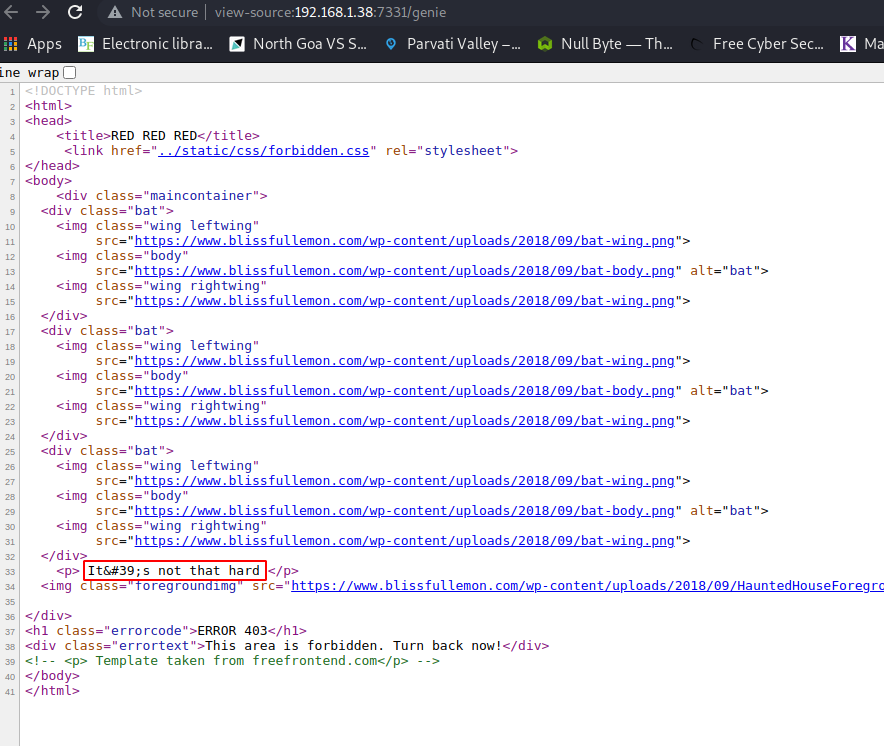 Not secure | view-source:192.168.1.38:7331/genie
Apps Electronic libra... North Goa VS S... Parvati Valley –... Null Byte — Th... Free Cyber Sec... Ma
ine wrap
1 <!DOCTYPE html>
2 <html>
3 <head>
4 <title>RED RED RED</title>
5 <link href="../static/css/forbidden.css" rel="stylesheet">
6 </head>
7 <body>
8 <div class="maincontainer">
9 <div class="bat">
10 <img class="wing leftwing"
11 src="https://www.blissfullemon.com/wp-content/uploads/2018/09/bat-wing.png">
12 <img class="body"
13 src="https://www.blissfullemon.com/wp-content/uploads/2018/09/bat-body.png" alt="bat">
14 <img class="wing rightwing"
15 src="https://www.blissfullemon.com/wp-content/uploads/2018/09/bat-wing.png">
16 </div>
17 <div class="bat">
18 <img class="wing leftwing"
19 src="https://www.blissfullemon.com/wp-content/uploads/2018/09/bat-wing.png">
20 <img class="body"
21 src="https://www.blissfullemon.com/wp-content/uploads/2018/09/bat-body.png" alt="bat">
22 <img class="wing rightwing"
23 src="https://www.blissfullemon.com/wp-content/uploads/2018/09/bat-wing.png">
24 </div>
25 <div class="bat">
26 <img class="wing leftwing"
27 src="https://www.blissfullemon.com/wp-content/uploads/2018/09/bat-wing.png">
28 <img class="body"
29 src="https://www.blissfullemon.com/wp-content/uploads/2018/09/bat-body.png" alt="bat">
30 <img class="wing rightwing"
31 src="https://www.blissfullemon.com/wp-content/uploads/2018/09/bat-wing.png">
32 </div>
33 <p> It&#39;s not that hard </p>
34 <img class="foregroundimg" src="https://www.blissfullemon.com/wp-content/uploads/2018/09/HauntedHouseForegro
35
36 </div>
37 <h1 class="errorcode">ERROR 403</h1>
38 <div class="errortext">This area is forbidden. Turn back now!</div>
39 <!-- <p> Template taken from freefrontend.com</p> -->
40 </body>
41 </html>